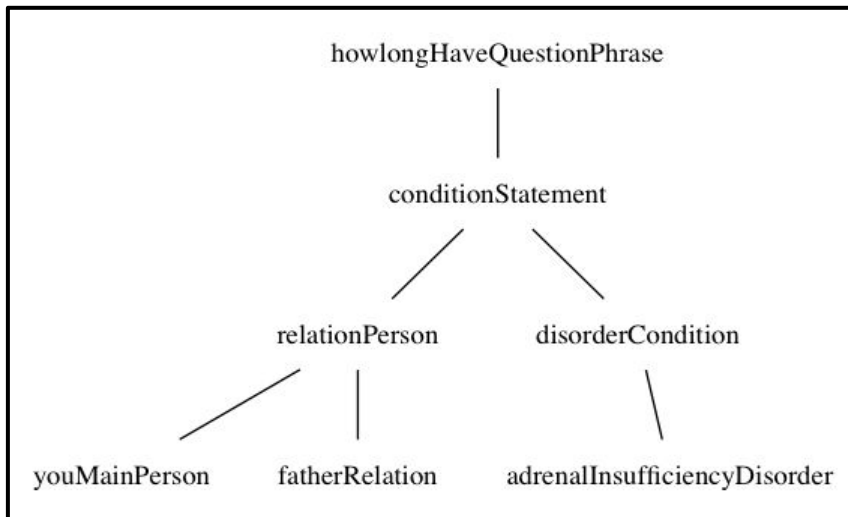 howlongHaveQuestionPhrase
conditionStatement
relationPerson disorderCondition
youMainPerson fatherRelation adrenalInsufficiencyDisorder